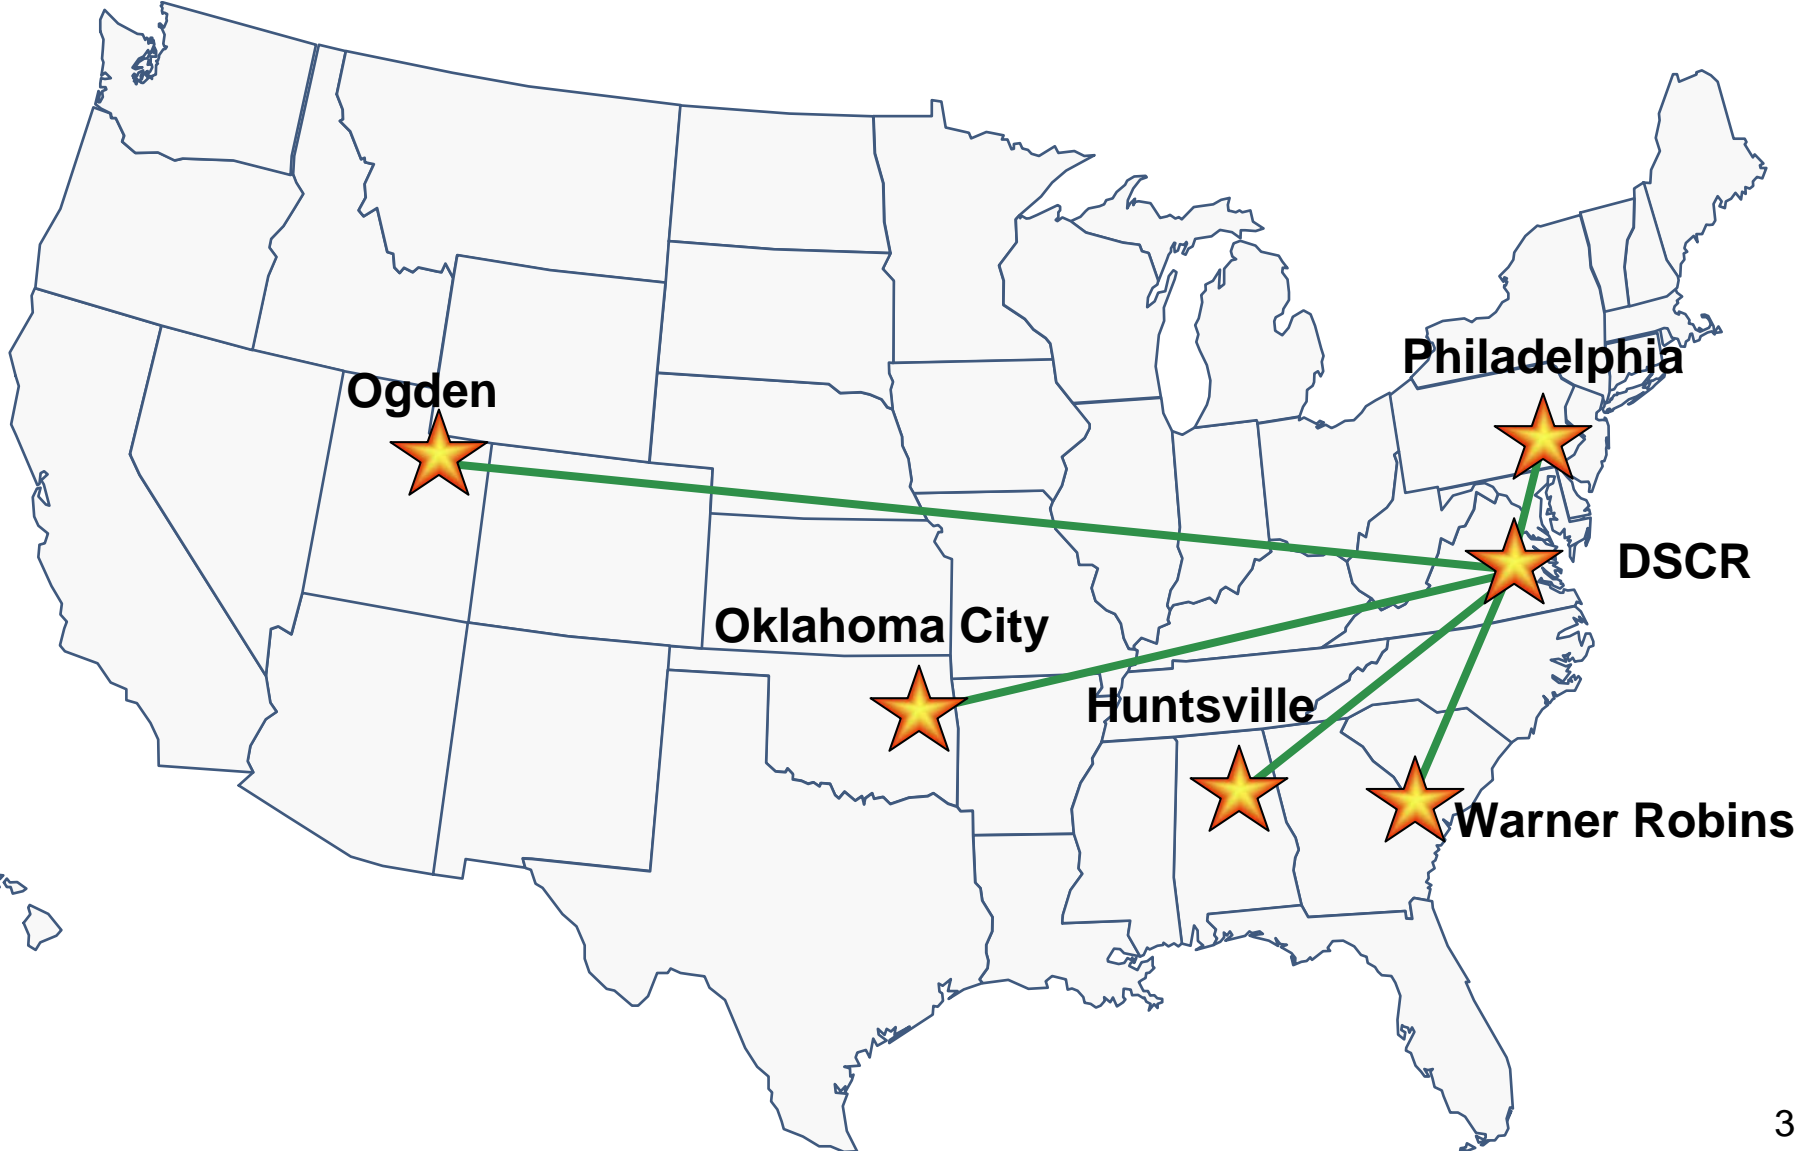 Philadelphia
Ogden
DSCR
Oklahoma City
Huntsville
Warner Robins
3